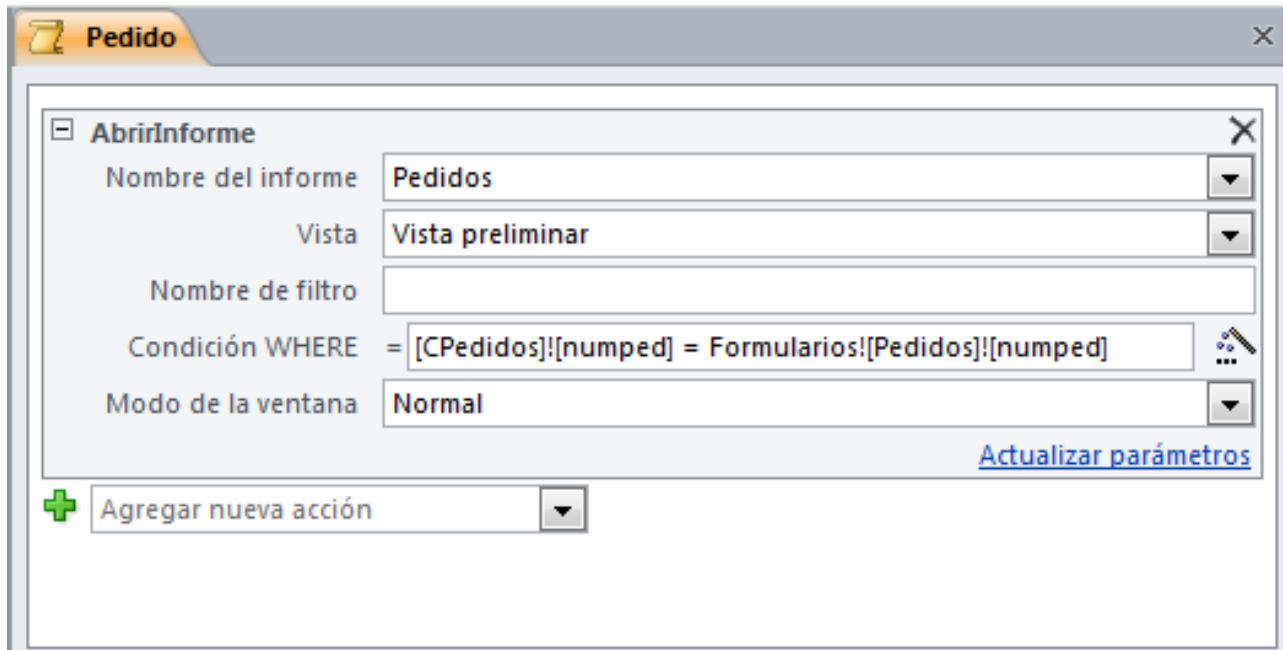 Pedido
AbrirInforme
Nombre del informe Pedidos
Vista Vista preliminar
Nombre de filtro
Condición WHERE = [CPedidos]![numped] = Formularios![Pedidos]![numped]
Modo de la ventana Normal
Actualizar parámetros
Agregar nueva acción